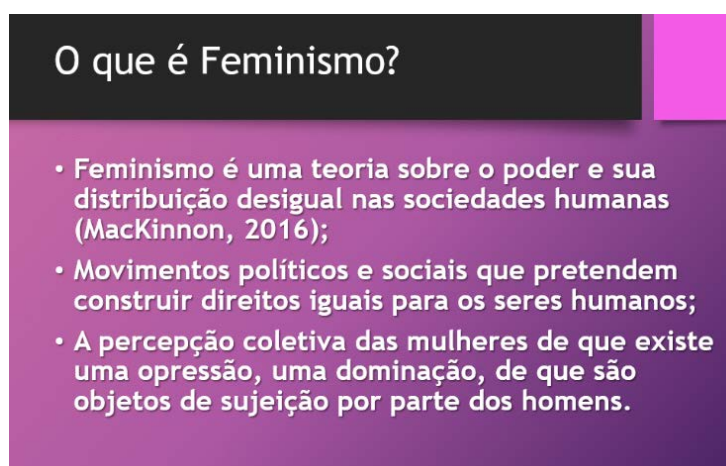 O que é Feminismo?
• Feminismo é uma teoria sobre o poder e sua
distribuição desigual nas sociedades humanas
(MacKinnon, 2016);
• Movimentos políticos e sociais que pretendem
construir direitos iguais para os seres humanos;
• A percepção coletiva das mulheres de que existe
uma opressão, uma dominação, de que são
objetos de sujeição por parte dos homens.